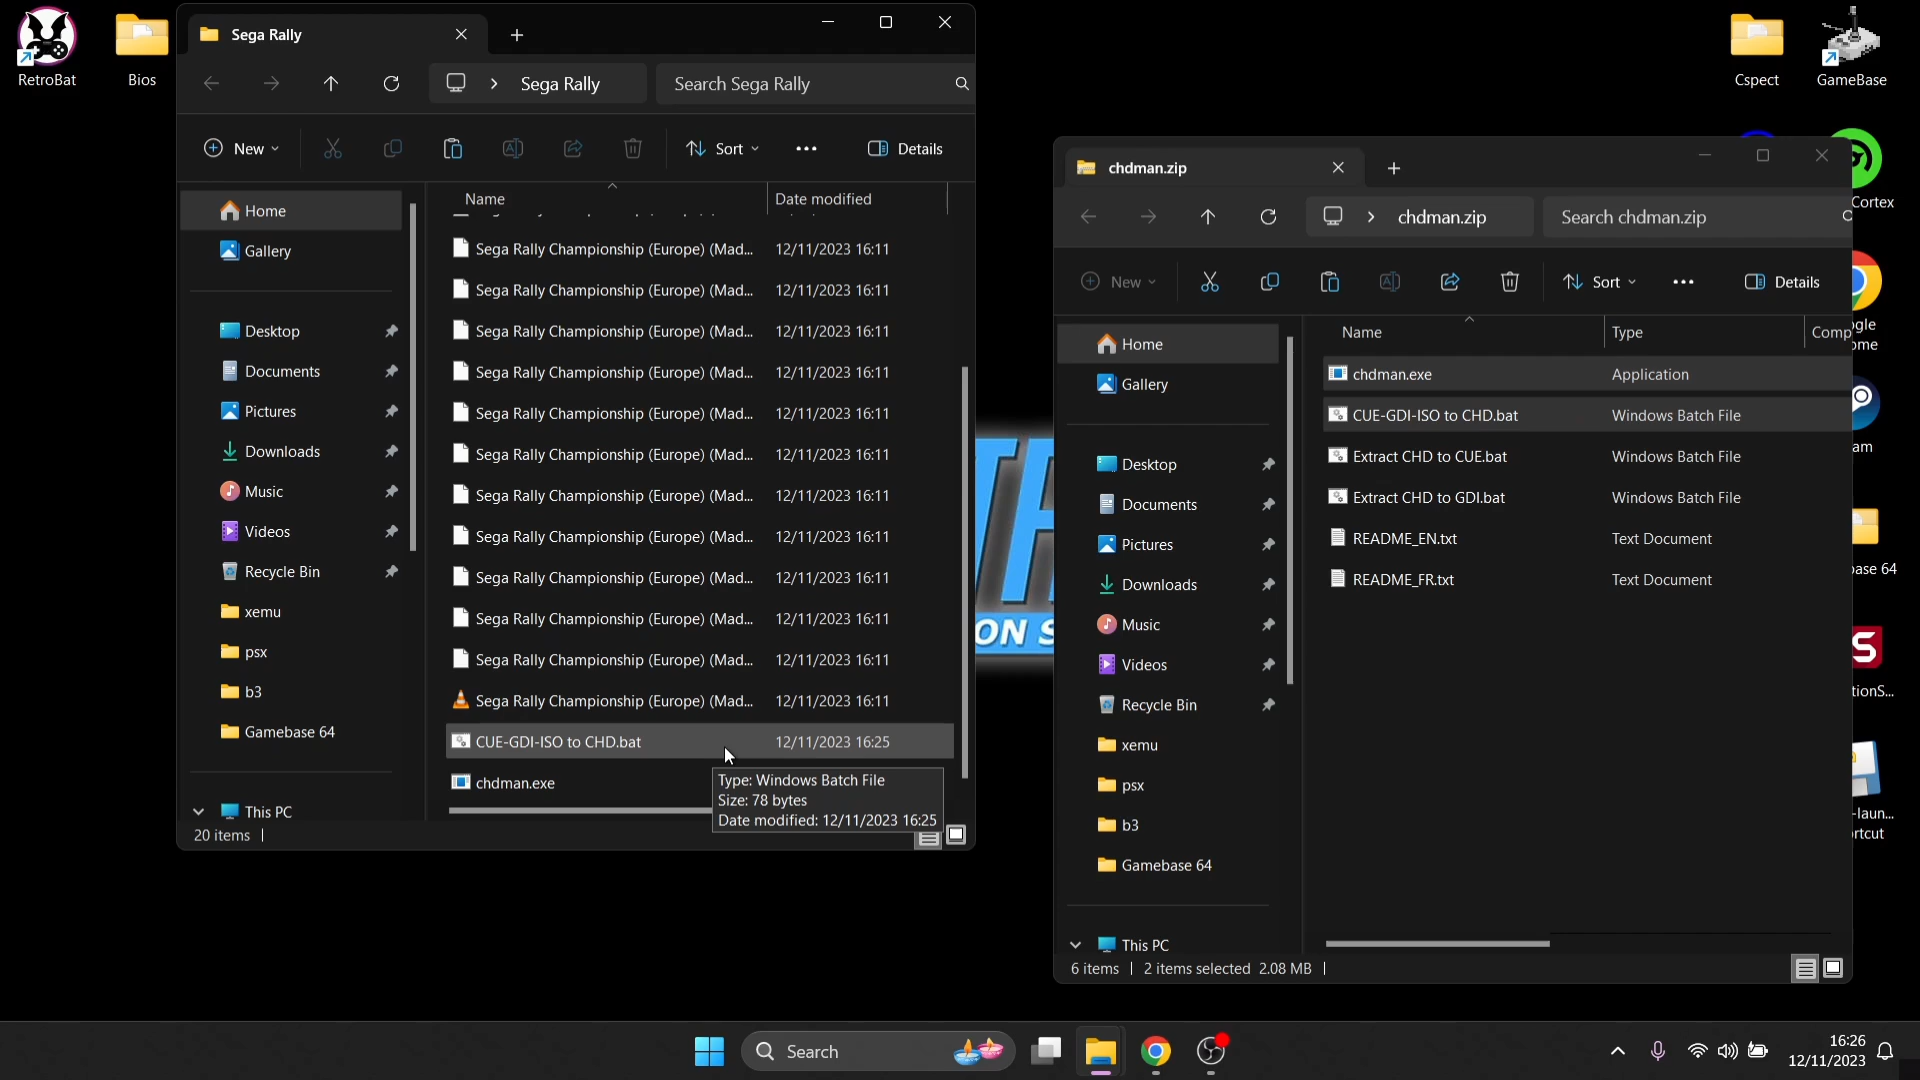 RetroBat
Bios
Sega Rally
Sega Rally
Search Sega Rally
New
Sort
Details
Home
Gallery
Desktop
Documents
Pictures
Downloads
Music
Videos
Recycle Bin
xemu
psx
b3
Gamebase 64
This PC
Name
Date modified
Sega Rally Championship (Europe) (Mad... 12/11/2023 16:11
Sega Rally Championship (Europe) (Mad... 12/11/2023 16:11
Sega Rally Championship (Europe) (Mad... 12/11/2023 16:11
Sega Rally Championship (Europe) (Mad... 12/11/2023 16:11
Sega Rally Championship (Europe) (Mad... 12/11/2023 16:11
Sega Rally Championship (Europe) (Mad... 12/11/2023 16:11
Sega Rally Championship (Europe) (Mad... 12/11/2023 16:11
Sega Rally Championship (Europe) (Mad... 12/11/2023 16:11
Sega Rally Championship (Europe) (Mad... 12/11/2023 16:11
Sega Rally Championship (Europe) (Mad... 12/11/2023 16:11
Sega Rally Championship (Europe) (Mad... 12/11/2023 16:11
Sega Rally Championship (Europe) (Mad... 12/11/2023 16:11
CUE-GDI-ISO to CHD.bat 12/11/2023 16:25
chdman.exe
Type: Windows Batch File
Size: 78 bytes
Date modified: 12/11/2023 16:25
20 items
ON S
Cspect
GameBase
chdman.zip
chdman.zip
Search chdman.zip
New
Sort
Details
Home
Gallery
Desktop
Documents
Pictures
Downloads
Music
Videos
Recycle Bin
xemu
psx
b3
Gamebase 64
This PC
Name
Type
Comp
chdman.exe Application
CUE-GDI-ISO to CHD.bat Windows Batch File
Extract CHD to CUE.bat Windows Batch File
Extract CHD to GDI.bat Windows Batch File
README_EN.txt Text Document
README_FR.txt Text Document
6 items
2 items selected 2.08 MB
Cortex
gle
me
am
ase 64
tionS...
-laun...
rtcut
Search
16:26
12/11/2023